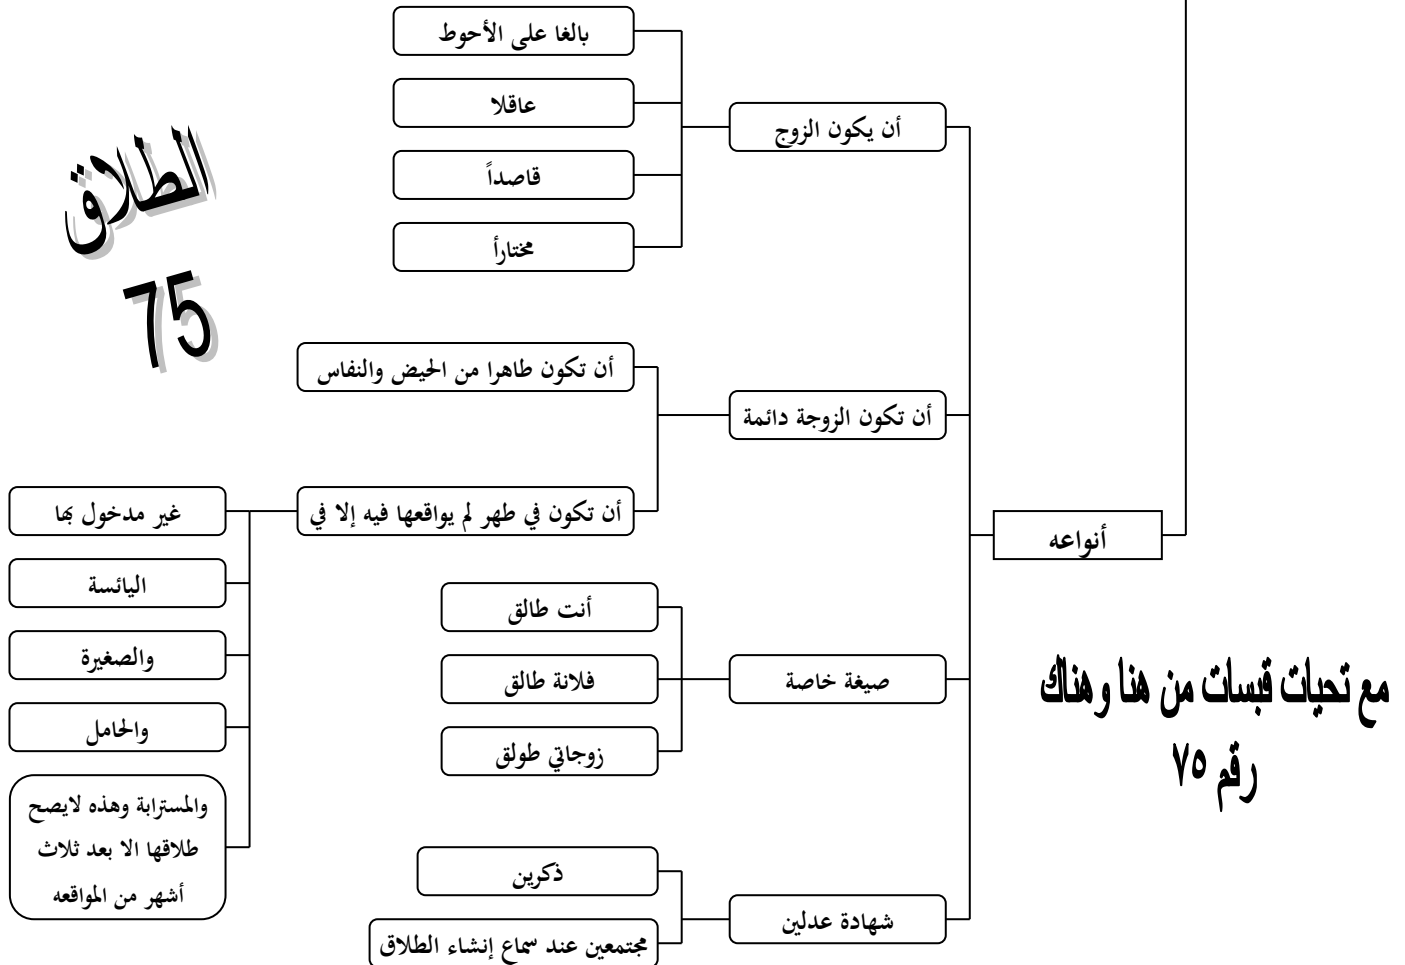 الطلاق
75
أنواعه
أن يكون الزوج
بالغا على الأحوط
عاقلا
قاصداً
مختارأ
أن تكون الزوجة دائمة
أن تكون طاهرا من الحيض والنفاس
أن تكون في طهر لم يواقعها فيه إلا في
غير مدخول بها
اليائسة
والصغيرة
والحامل
والمسترابة وهذه لايصح
طلاقها الا بعد ثلاث
أشهر من المواقعه
صيغة خاصة
أنت طالق
فلانة طالق
زوجاتي طولق
شهادة عدلين
ذكرين
مجتمعين عند سماع إنشاء الطلاق
مع تحيات قبسات من هنا وهناك
رقم ٧٥